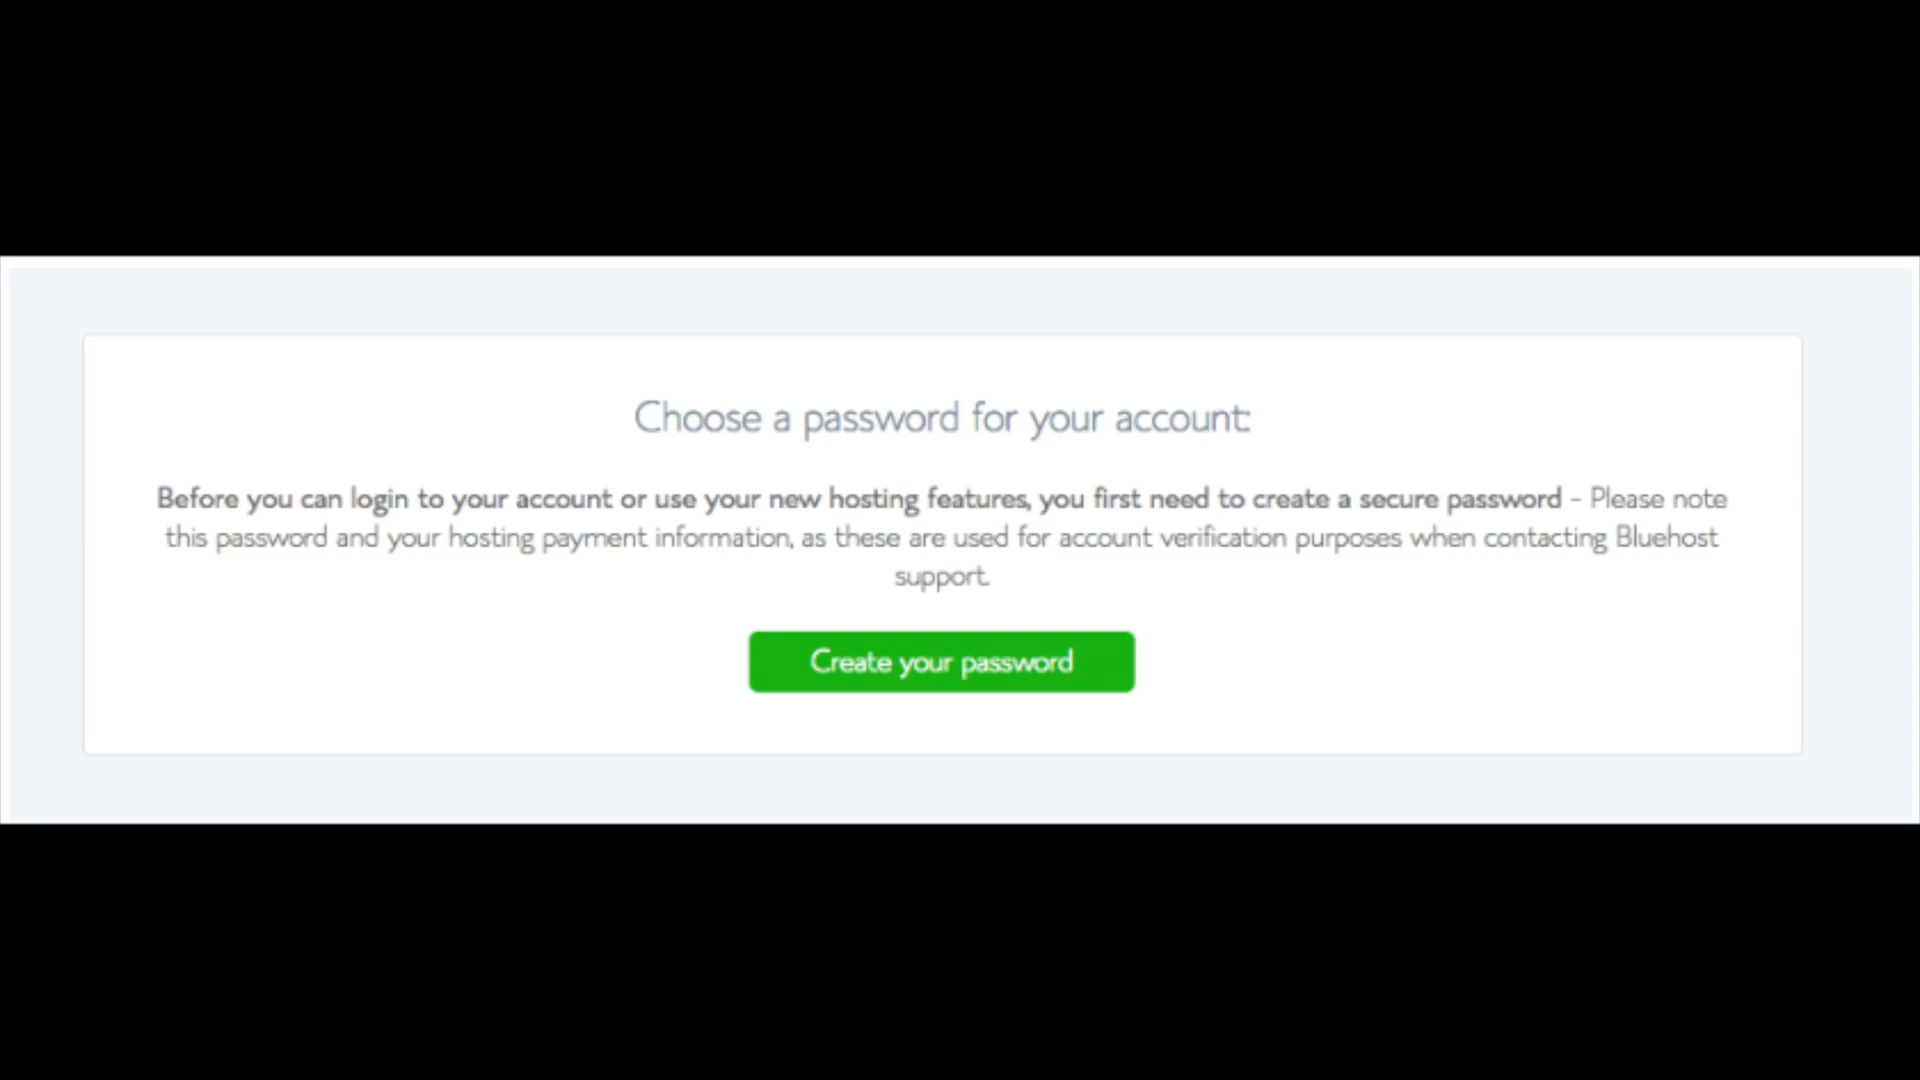 Choose a password for your account:
Before you can login to your account or use your new hosting features, you first need to create a secure password - Please note
this password and your hosting payment information, as these are used for account verification purposes when contacting Bluehost
support.
Create your password